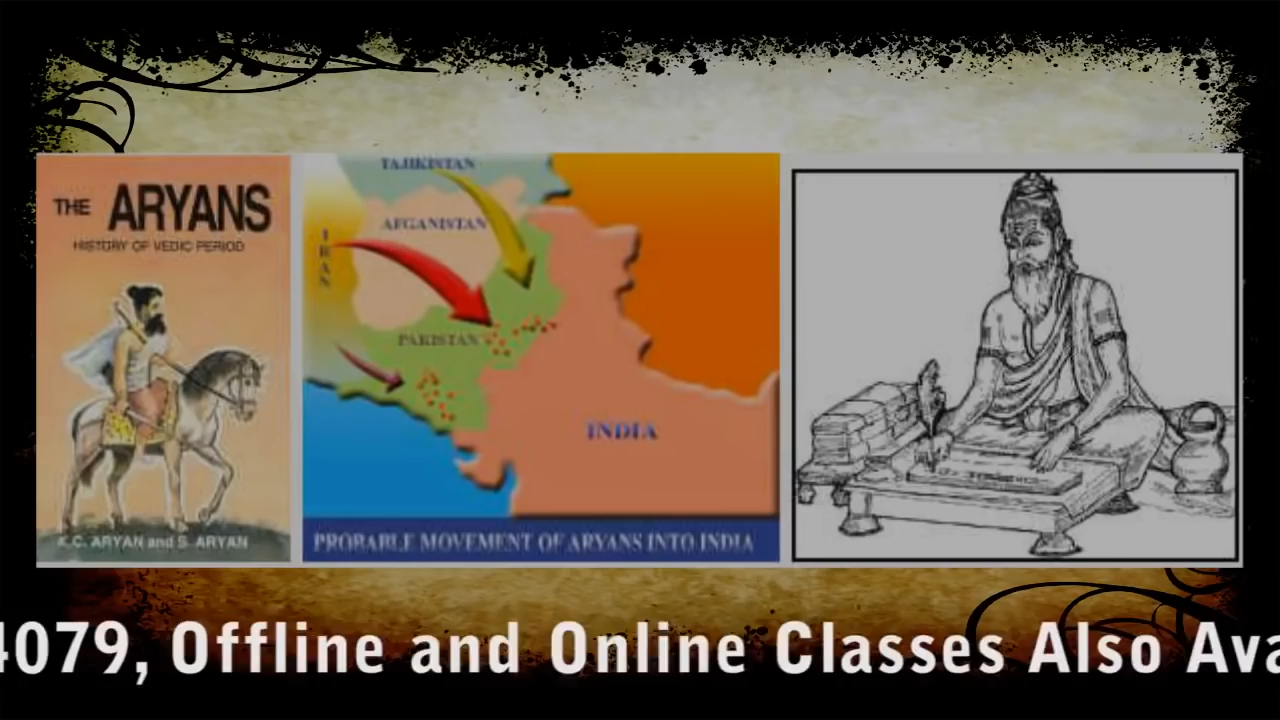 THE ARYANS
HISTORY OF VEDIC PERIOD
K.C. ARYAN and S. ARYAN
TAJIKISTAN
AFGANISTAN
IRAN
PAKISTAN
INDIA
PROBABLE MOVEMENT OF ARYANS INTO INDIA
4079, Offline and Online Classes Also Ava